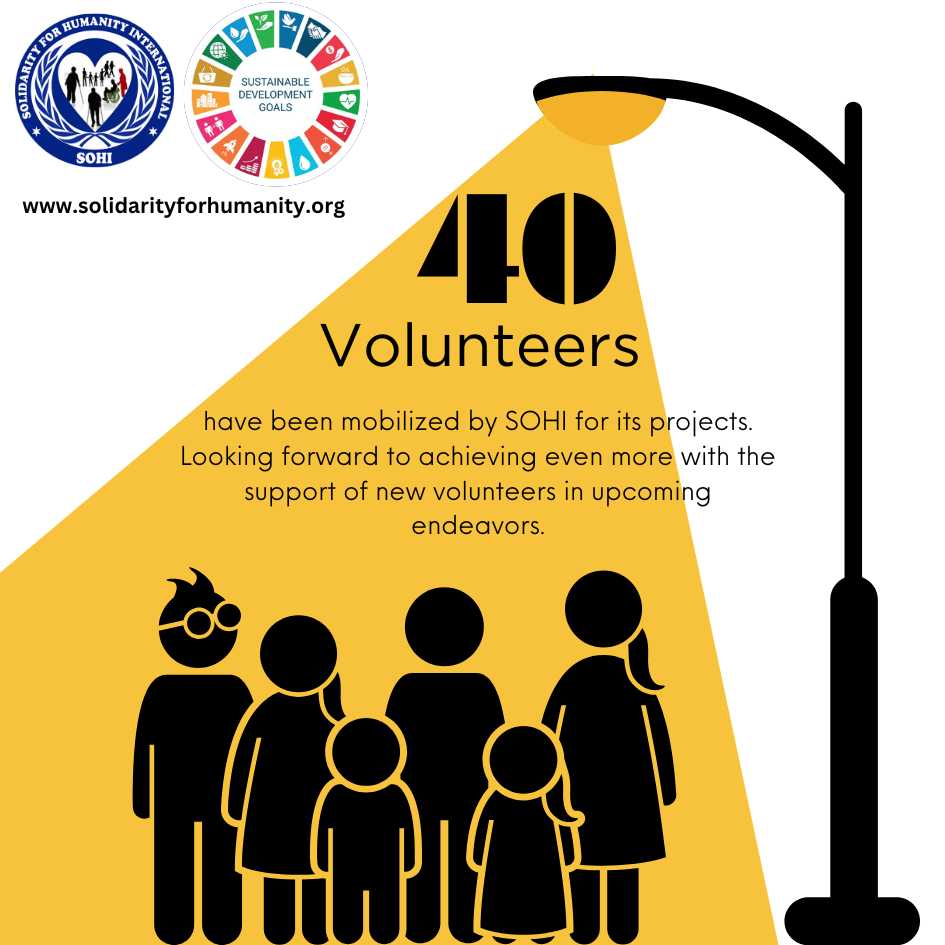 SOLIDARITY FOR HUMANITY INTERNATIONAL
SOHI
SUSTAINABLE
DEVELOPMENT
GOALS
www.solidarityforhumanity.org
40
Volunteers
have been mobilized by SOHI for its projects.
Looking forward to achieving even more with the
support of new volunteers in upcoming
endeavors.